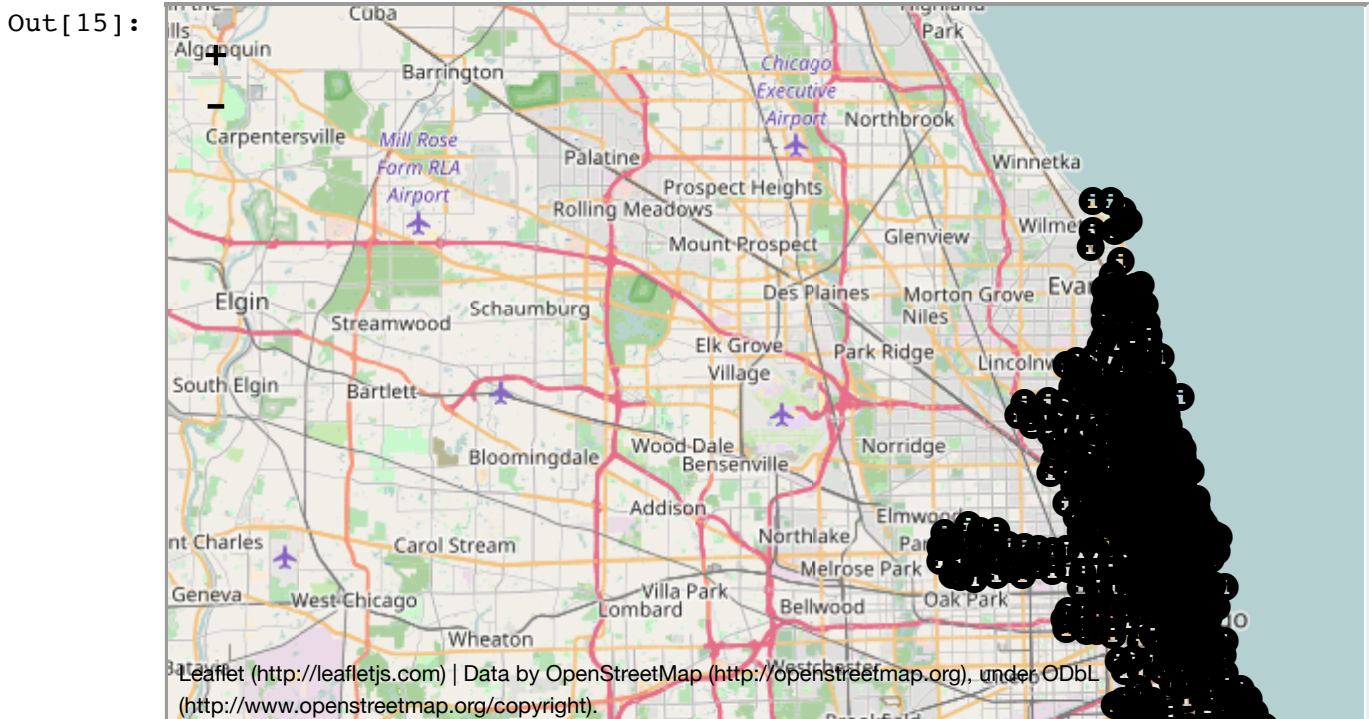 Out[15]:
Cuba
Park
Algonquin
+
Barrington
Chicago
Executive
Airport
−
Northbrook
Carpentersville
Mill Rose
Farm RLA
Airport
Palatine
Winnetka
Prospect Heights
Rolling Meadows
Mount Prospect
Glenview
Elgin
Des Plaines
Morton Grove
Niles
Schaumburg
Streamwood
Elk Grove
Village
Park Ridge
South Elgin
Bartlett
Wood Dale
Bensenville
Norridge
Bloomingdale
Addison
Elmwood
Northlake
Carol Stream
Melrose Park
Geneva
West Chicago
Villa Park
Lombard
Bellwood
Oak Park
Wheaton
Westchester
Leaflet (http://leafletjs.com) | Data by OpenStreetMap (http://openstreetmap.org), under ODbL
(http://www.openstreetmap.org/copyright).